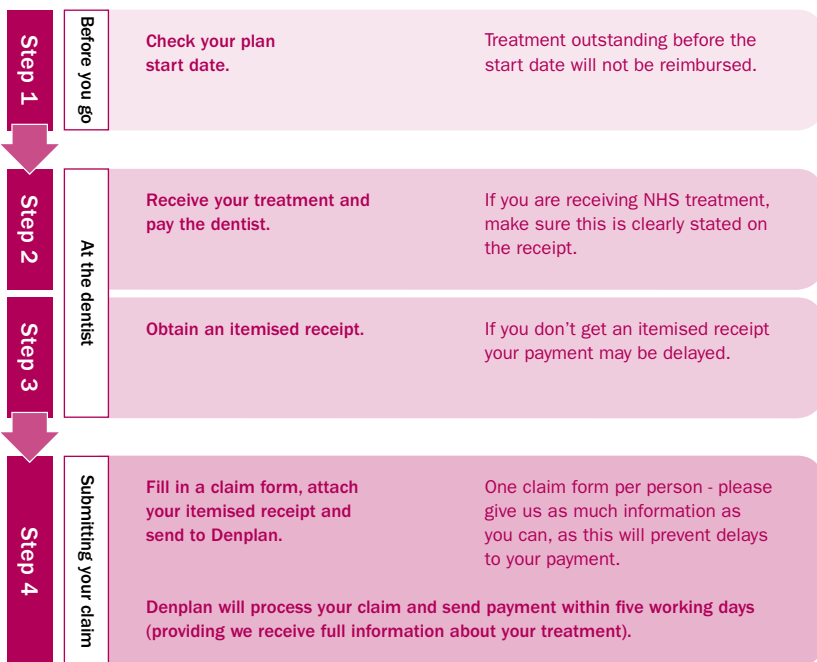 Step 1
Before you go
Check your plan
start date.
Treatment outstanding before the
start date will not be reimbursed.
Step 2
At the dentist
Receive your treatment and
pay the dentist.
If you are receiving NHS treatment,
make sure this is clearly stated on
the receipt.
Step 3
Obtain an itemised receipt.
If you don’t get an itemised receipt
your payment may be delayed.
Step 4
Submitting your claim
Fill in a claim form, attach
your itemised receipt and
send to Denplan.
One claim form per person - please
give us as much information as
you can, as this will prevent delays
to your payment.
Denplan will process your claim and send payment within five working days
(providing we receive full information about your treatment).